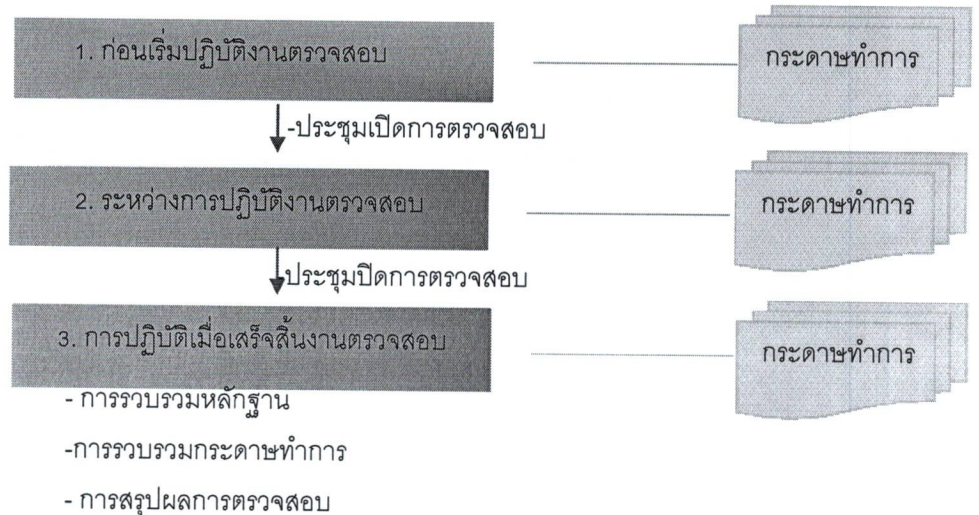 1. ก่อนเริ่มปฏิบัติงานตรวจสอบ
กระดาษทำการ
-ประชุมเปิดการตรวจสอบ
2. ระหว่างการปฏิบัติงานตรวจสอบ
กระดาษทำการ
ประชุมปิดการตรวจสอบ
3. การปฏิบัติเมื่อเสร็จสิ้นงานตรวจสอบ
กระดาษทำการ
- การรวบรวมหลักฐาน
-การรวบรวมกระดาษทำการ
- การสรุปผลการตรวจสอบ